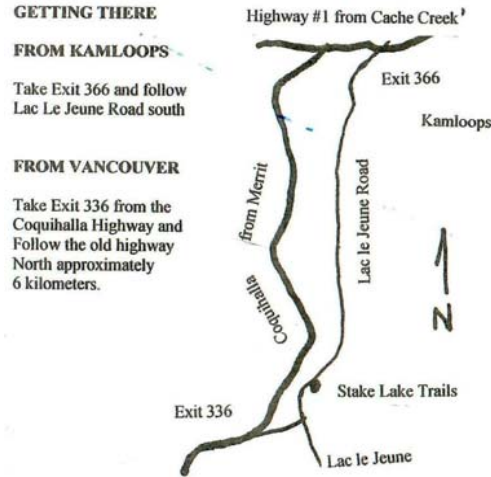 GETTING THERE
FROM KAMLOOPS
Take Exit 366 and follow
Lac Le Jeune Road south
FROM VANCOUVER
Take Exit 336 from the
Coquihalla Highway and
Follow the old highway
North approximately
6 kilometers.
Highway #1 from Cache Creek
Exit 366
Kamloops
from Merrit
Lac le Jeune Road
Coquihalla
N
Stake Lake Trails
Exit 336
Lac le Jeune